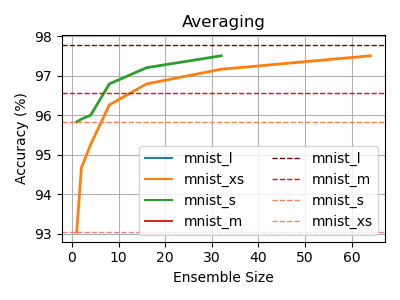 Averaging
Accuracy (%)
98
97
96
95
94
93
mnist_l mnist_l
mnist_xs mnist_m
mnist_s mnist_s
mnist_m mnist_xs
0 10 20 30 40 50 60
Ensemble Size